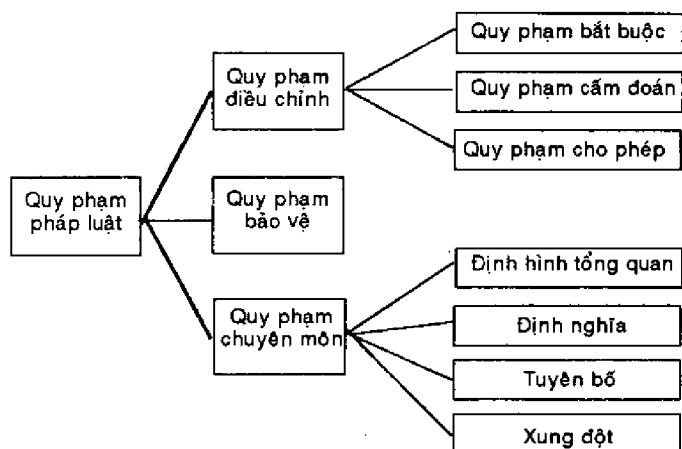 Quy phạm
pháp luật
Quy phạm
điều chỉnh
Quy phạm bắt buộc
Quy phạm cấm đoán
Quy phạm cho phép
Quy phạm
bảo vệ
Quy phạm
chuyên môn
Định hình tổng quan
Định nghĩa
Tuyên bố
Xung đột